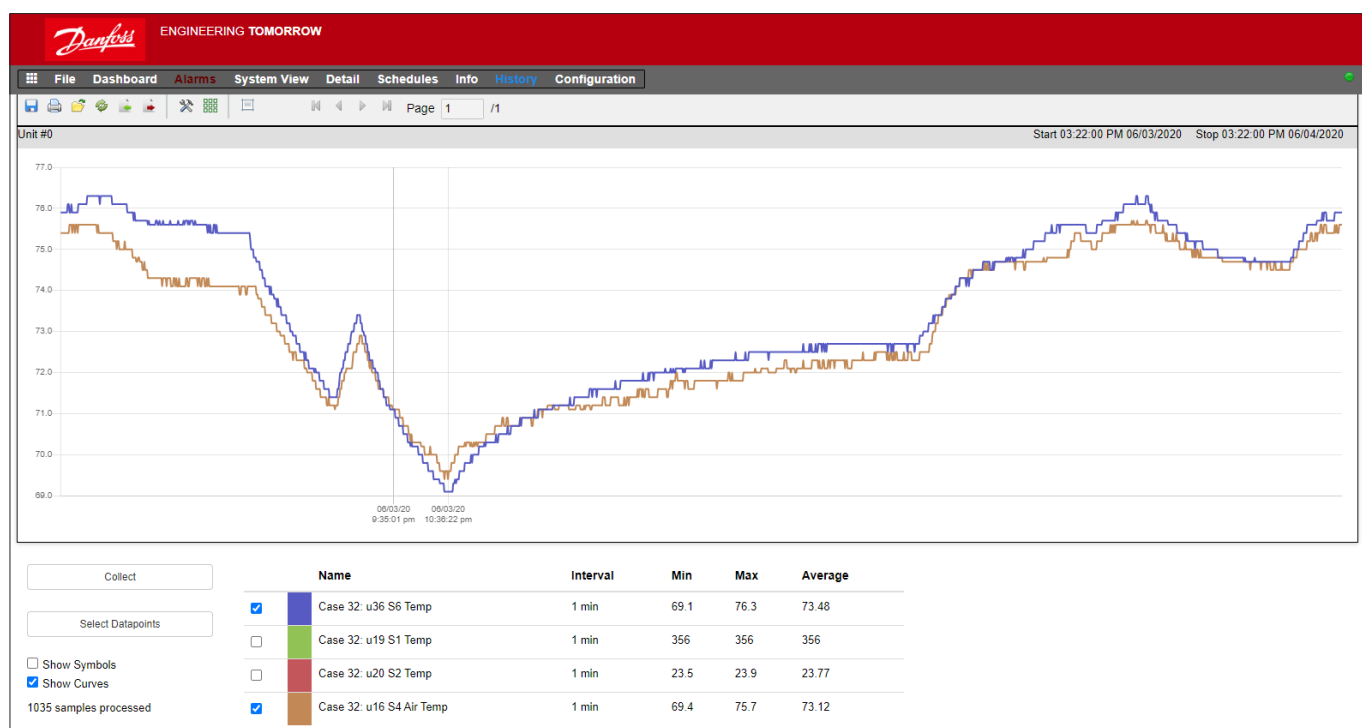 Danfoss ENGINEERING TOMORROW
File Dashboard Alarms System View Detail Schedules Info History Configuration
Page 1 /1
Unit #0 Start 03:22:00 PM 06/03/2020 Stop 03:22:00 PM 06/04/2020
77.0
76.0
75.0
74.0
73.0
72.0
71.0
70.0
69.0
06/03/20 06/03/20
9:35:01 pm 10:36:22 pm
Collect
Select Datapoints
Show Symbols
Show Curves
1035 samples processed
Name Interval Min Max Average
Case 32: u36 S6 Temp 1 min 69.1 76.3 73.48
Case 32: u19 S1 Temp 1 min 356 356 356
Case 32: u20 S2 Temp 1 min 23.5 23.9 23.77
Case 32: u16 S4 Air Temp 1 min 69.4 75.7 73.12